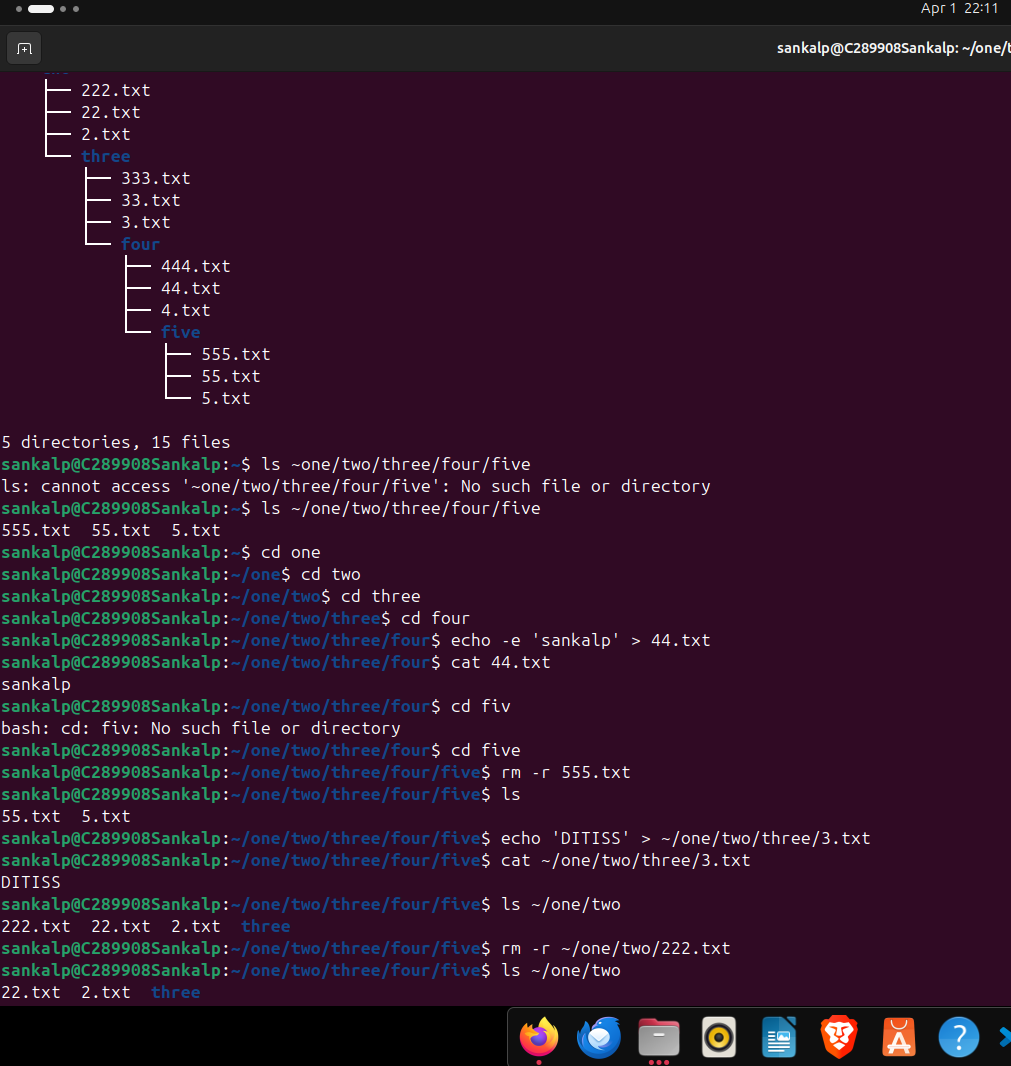 Apr 1 22:11
sankalp@C289908Sankalp: ~/one/t
222.txt
22.txt
2.txt
three
333.txt
33.txt
3.txt
four
444.txt
44.txt
4.txt
five
555.txt
55.txt
5.txt
5 directories, 15 files
sankalp@C289908Sankalp:~$ ls ~one/two/three/four/five
ls: cannot access '~one/two/three/four/five': No such file or directory
sankalp@C289908Sankalp:~$ ls ~/one/two/three/four/five
555.txt  55.txt  5.txt
sankalp@C289908Sankalp:~$ cd one
sankalp@C289908Sankalp:~/one$ cd two
sankalp@C289908Sankalp:~/one/two$ cd three
sankalp@C289908Sankalp:~/one/two/three$ cd four
sankalp@C289908Sankalp:~/one/two/three/four$ echo -e 'sankalp' > 44.txt
sankalp@C289908Sankalp:~/one/two/three/four$ cat 44.txt
sankalp
sankalp@C289908Sankalp:~/one/two/three/four$ cd fiv
bash: cd: fiv: No such file or directory
sankalp@C289908Sankalp:~/one/two/three/four$ cd five
sankalp@C289908Sankalp:~/one/two/three/four/five$ rm -r 555.txt
sankalp@C289908Sankalp:~/one/two/three/four/five$ ls
55.txt  5.txt
sankalp@C289908Sankalp:~/one/two/three/four/five$ echo 'DITISS' > ~/one/two/three/3.txt
sankalp@C289908Sankalp:~/one/two/three/four/five$ cat ~/one/two/three/3.txt
DITISS
sankalp@C289908Sankalp:~/one/two/three/four/five$ ls ~/one/two
222.txt  22.txt  2.txt  three
sankalp@C289908Sankalp:~/one/two/three/four/five$ rm -r ~/one/two/222.txt
sankalp@C289908Sankalp:~/one/two/three/four/five$ ls ~/one/two
22.txt  2.txt  three